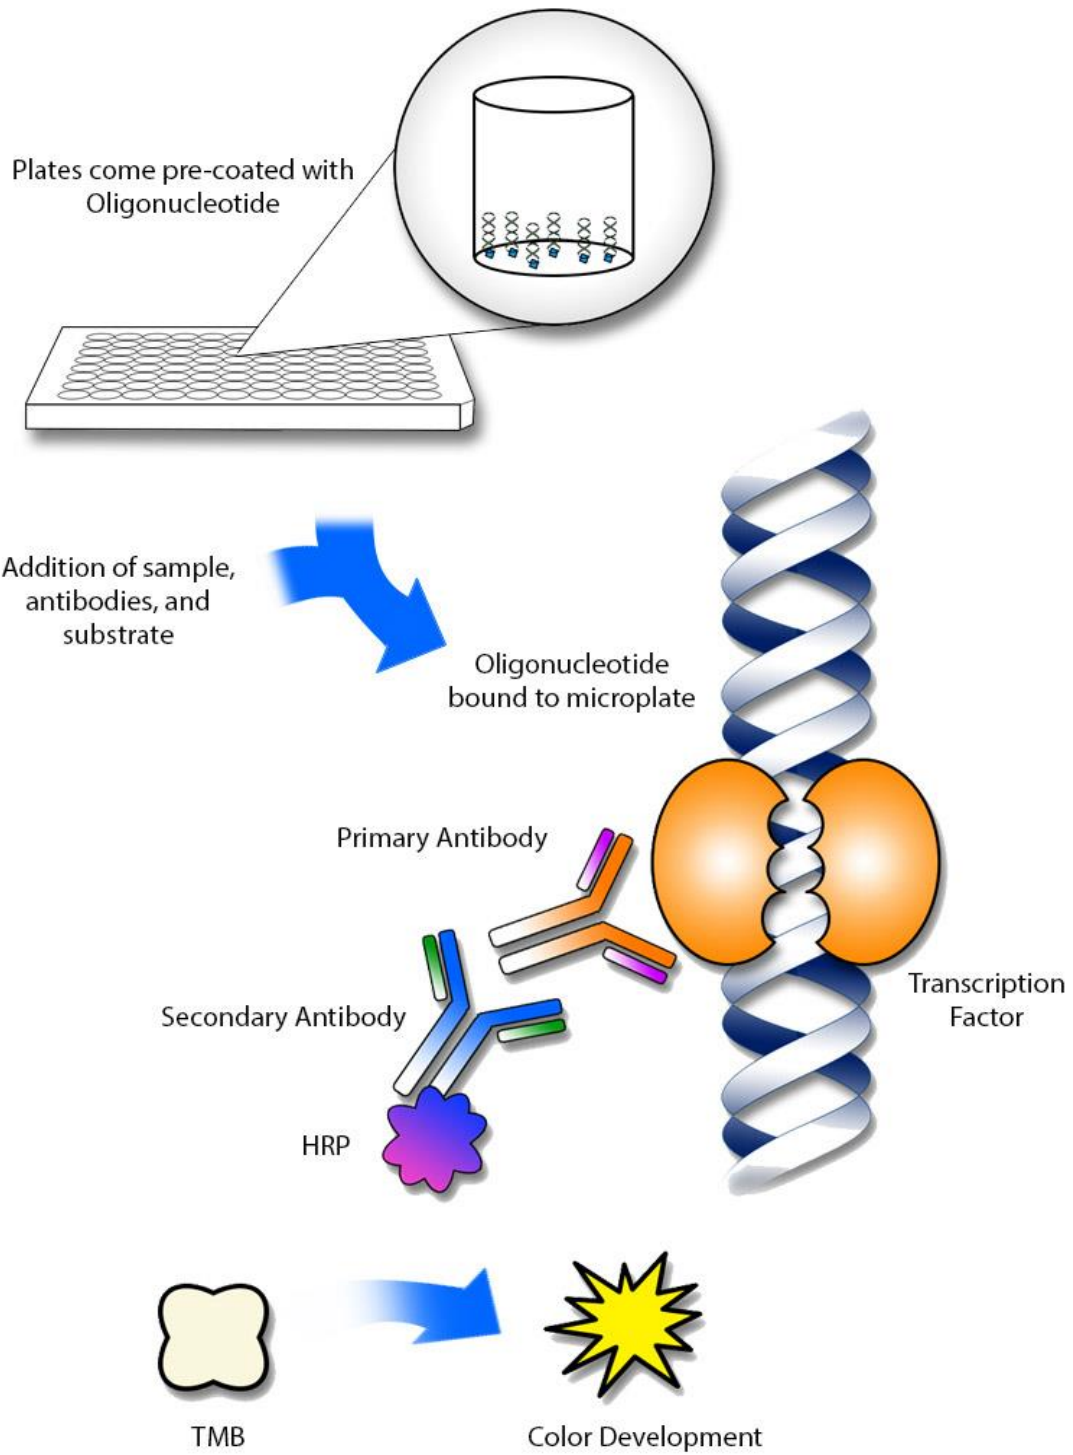 Plates come pre-coated with
Oligonucleotide
Addition of sample,
antibodies, and
substrate
Oligonucleotide
bound to microplate
Primary Antibody
Transcription
Factor
Secondary Antibody
HRP
TMB
Color Development